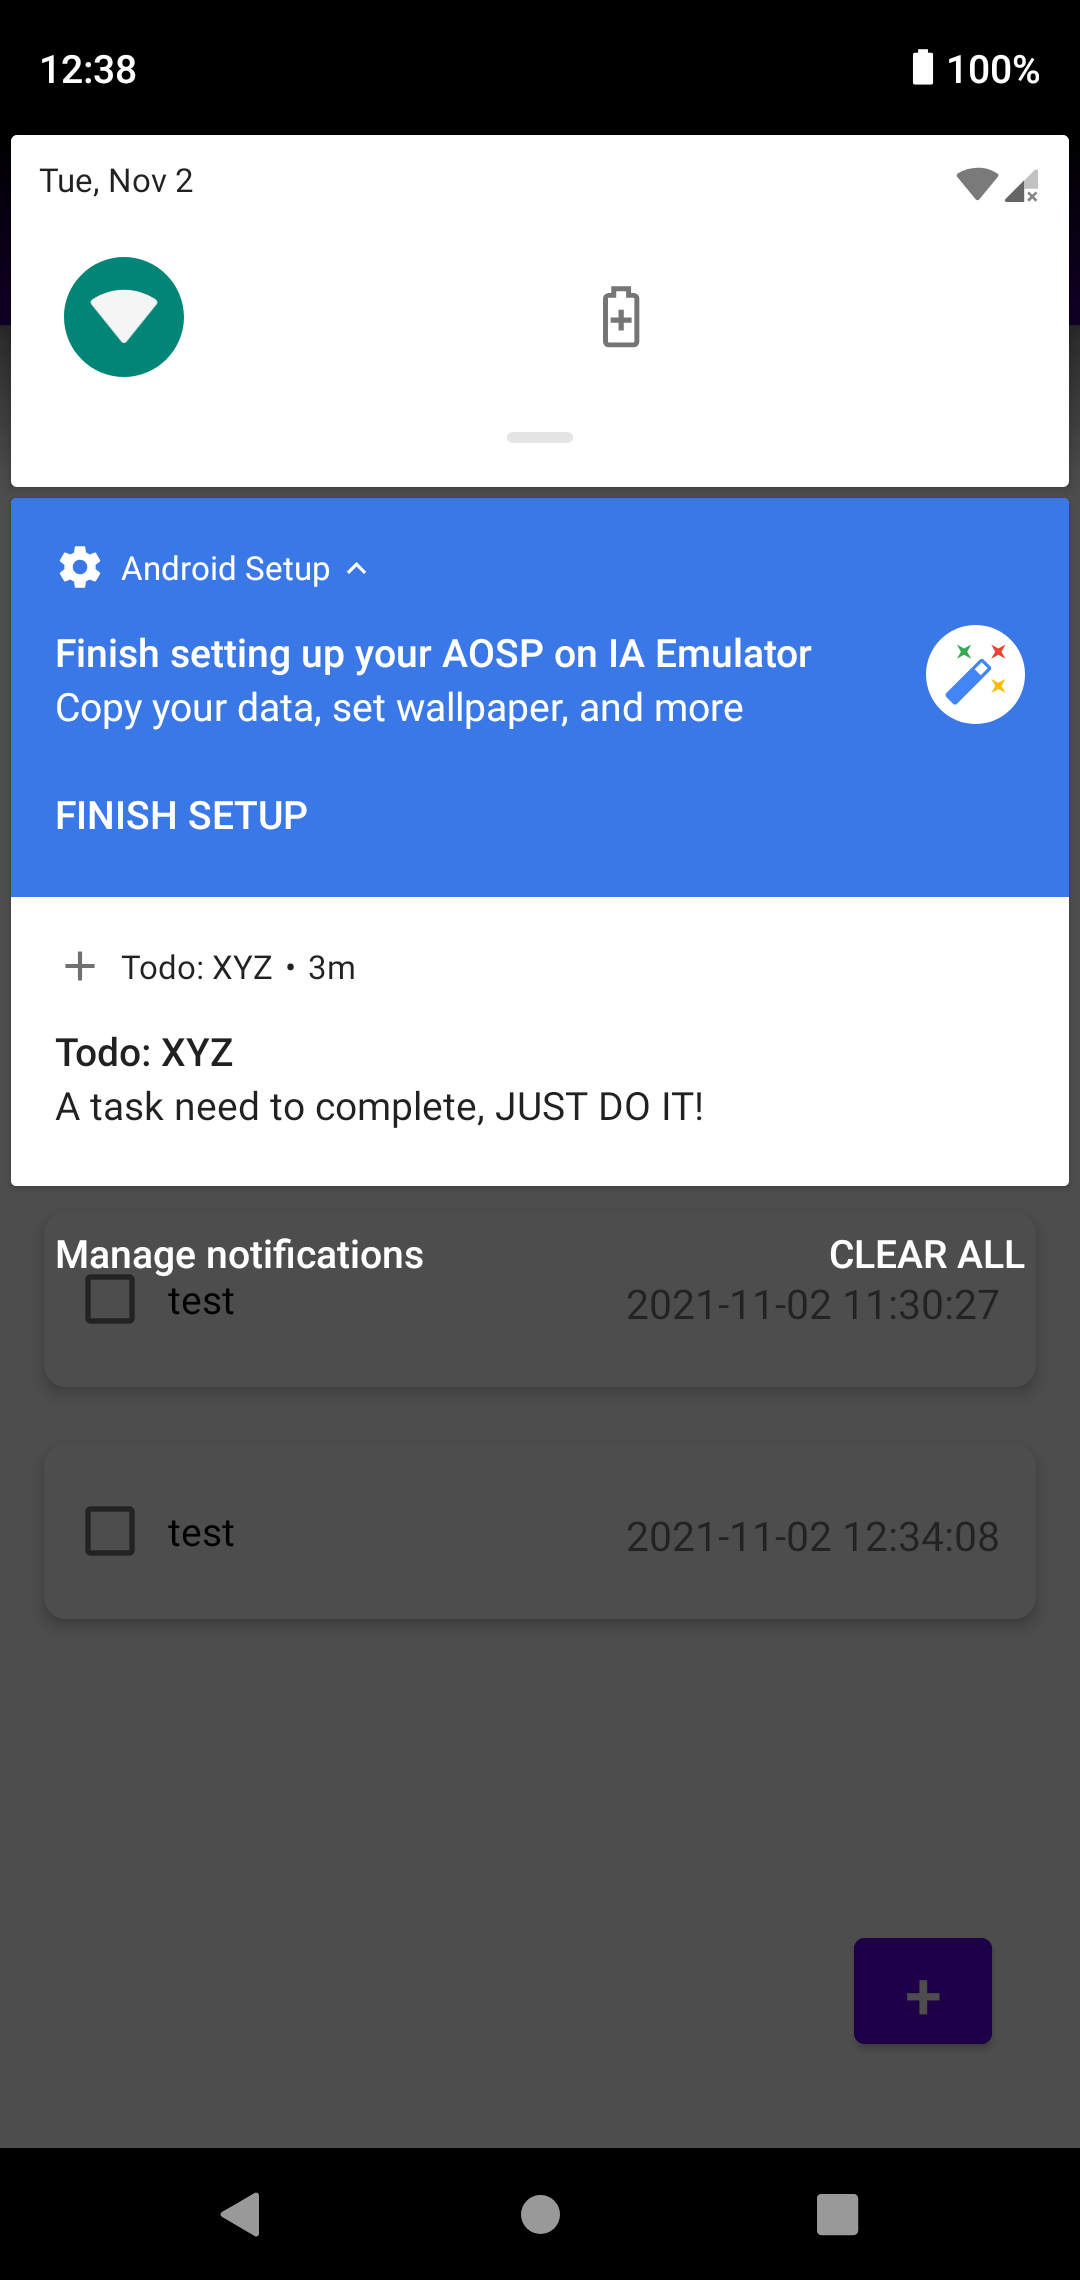 12:38 100%
Tue, Nov 2
Android Setup
Finish setting up your AOSP on IA Emulator
Copy your data, set wallpaper, and more
FINISH SETUP
Todo: XYZ • 3m
Todo: XYZ
A task need to complete, JUST DO IT!
Manage notifications CLEAR ALL
test 2021-11-02 11:30:27
test 2021-11-02 12:34:08
+